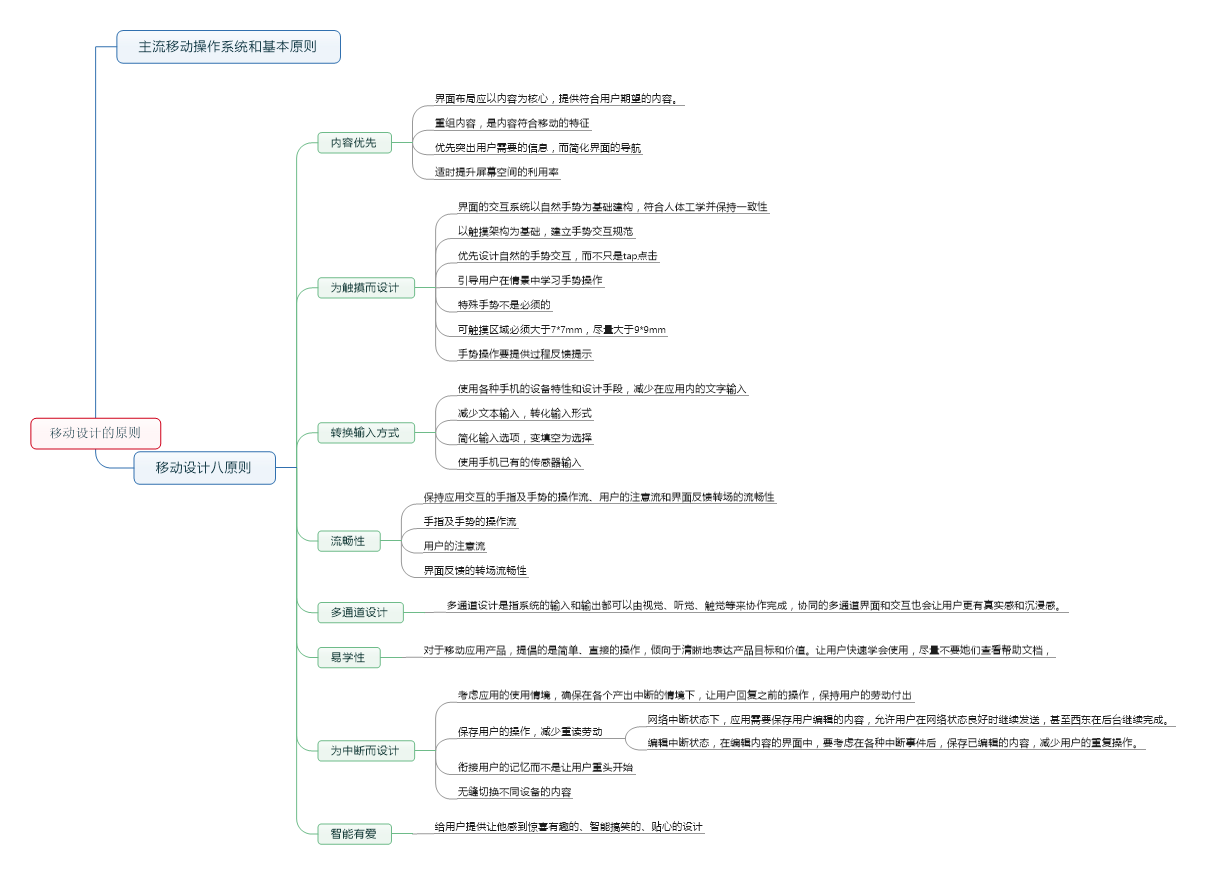 主流移动操作系统和基本原则
界面布局应以内容为核心，提供符合用户期望的内容。
重组内容，是内容符合移动的特征
内容优先
优先突出用户需要的信息，而简化界面的导航
适时提升屏幕空间的利用率
界面的交互系统以自然手势为基础建构，符合人体工学并保持一致性
以触摸架构为基础，建立手势交互规范
优先设计自然的手势交互，而不只是tap点击
为触摸而设计
引导用户在情景中学习手势操作
特殊手势不是必须的
可触摸区域必须大于7*7mm，尽量大于9*9mm
手势操作要提供过程反馈提示
使用各种手机的设备特性和设计手段，减少在应用内的文字输入
减少文本输入，转化输入形式
转换输入方式
简化输入选项，变填空为选择
使用手机已有的传感器输入
移动设计的原则
移动设计八原则
保持应用交互的手指及手势的操作流、用户的注意流和界面反馈转场的流畅性
手指及手势的操作流
流畅性
用户的注意流
界面反馈的转场流畅性
多通道设计
多通道设计是指系统的输入和输出都可以由视觉、听觉、触觉等来协作完成，协同的多通道界面和交互也会让用户更有真实感和沉浸感。
易学性
对于移动应用产品，提倡的是简单、直接的操作，倾向于清晰地表达产品目标和价值。让用户快速学会使用，尽量不要她们查看帮助文档，
考虑应用的使用情境，确保在各个产出中断的情境下，让用户回复之前的操作，保持用户的劳动付出
网络中断状态下，应用需要保存用户编辑的内容，允许用户在网络状态良好时继续发送，甚至西东在后台继续完成。
保存用户的操作，减少重读劳动
编辑中断状态，在编辑内容的界面中，要考虑在各种中断事件后，保存已编辑的内容，减少用户的重复操作。
为中断而设计
衔接用户的记忆而不是让用户重头开始
无缝切换不同设备的内容
智能有爱
给用户提供让他感到惊喜有趣的、智能搞笑的、贴心的设计